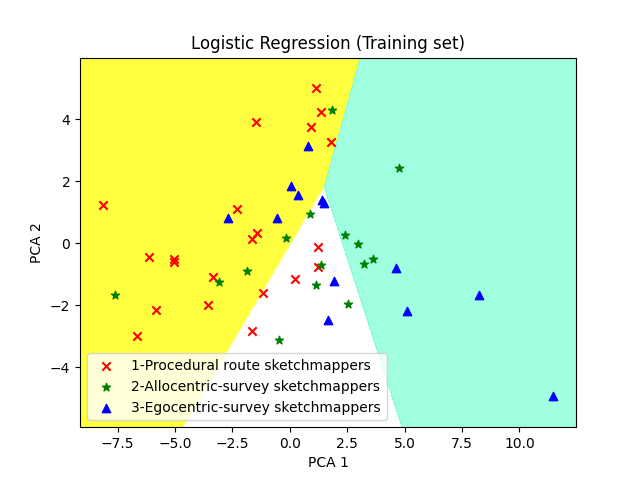 Logistic Regression (Training set)
PCA 2
4
2
0
−2
−4
1-Procedural route sketchmappers
2-Allocentric-survey sketchmappers
3-Egocentric-survey sketchmappers
−7.5 −5.0 −2.5 0.0 2.5 5.0 7.5 10.0
PCA 1